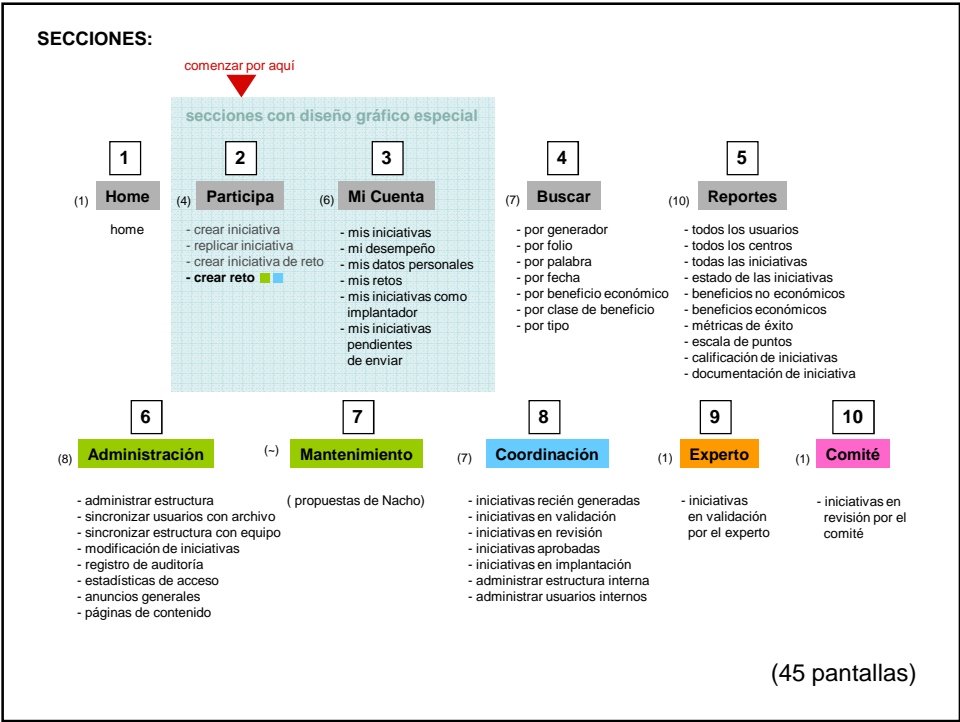 SECCIONES:
comenzar por aquí
secciones con diseño gráfico especial
1
(1) Home
home
2
(4) Participa
- crear iniciativa
- replicar iniciativa
- crear iniciativa de reto
- crear reto
3
(6) Mi Cuenta
- mis iniciativas
- mi desempeño
- mis datos personales
- mis retos
- mis iniciativas como
implantador
- mis iniciativas
pendientes
de enviar
4
(7) Buscar
- por generador
- por folio
- por palabra
- por fecha
- por beneficio económico
- por clase de beneficio
- por tipo
5
(10) Reportes
- todos los usuarios
- todos los centros
- todas las iniciativas
- estado de las iniciativas
- beneficios no económicos
- beneficios económicos
- métricas de éxito
- escala de puntos
- calificación de iniciativas
- documentación de iniciativa
6
(8) Administración
- administrar estructura
- sincronizar usuarios con archivo
- sincronizar estructura con equipo
- modificación de iniciativas
- registro de auditoría
- estadísticas de acceso
- anuncios generales
- páginas de contenido
7
(~) Mantenimiento
( propuestas de Nacho)
8
(7) Coordinación
- iniciativas recién generadas
- iniciativas en validación
- iniciativas en revisión
- iniciativas aprobadas
- iniciativas en implantación
- administrar estructura interna
- administrar usuarios internos
9
(1) Experto
- iniciativas
en validación
por el experto
10
(1) Comité
- iniciativas en
revisión por el
comité
(45 pantallas)